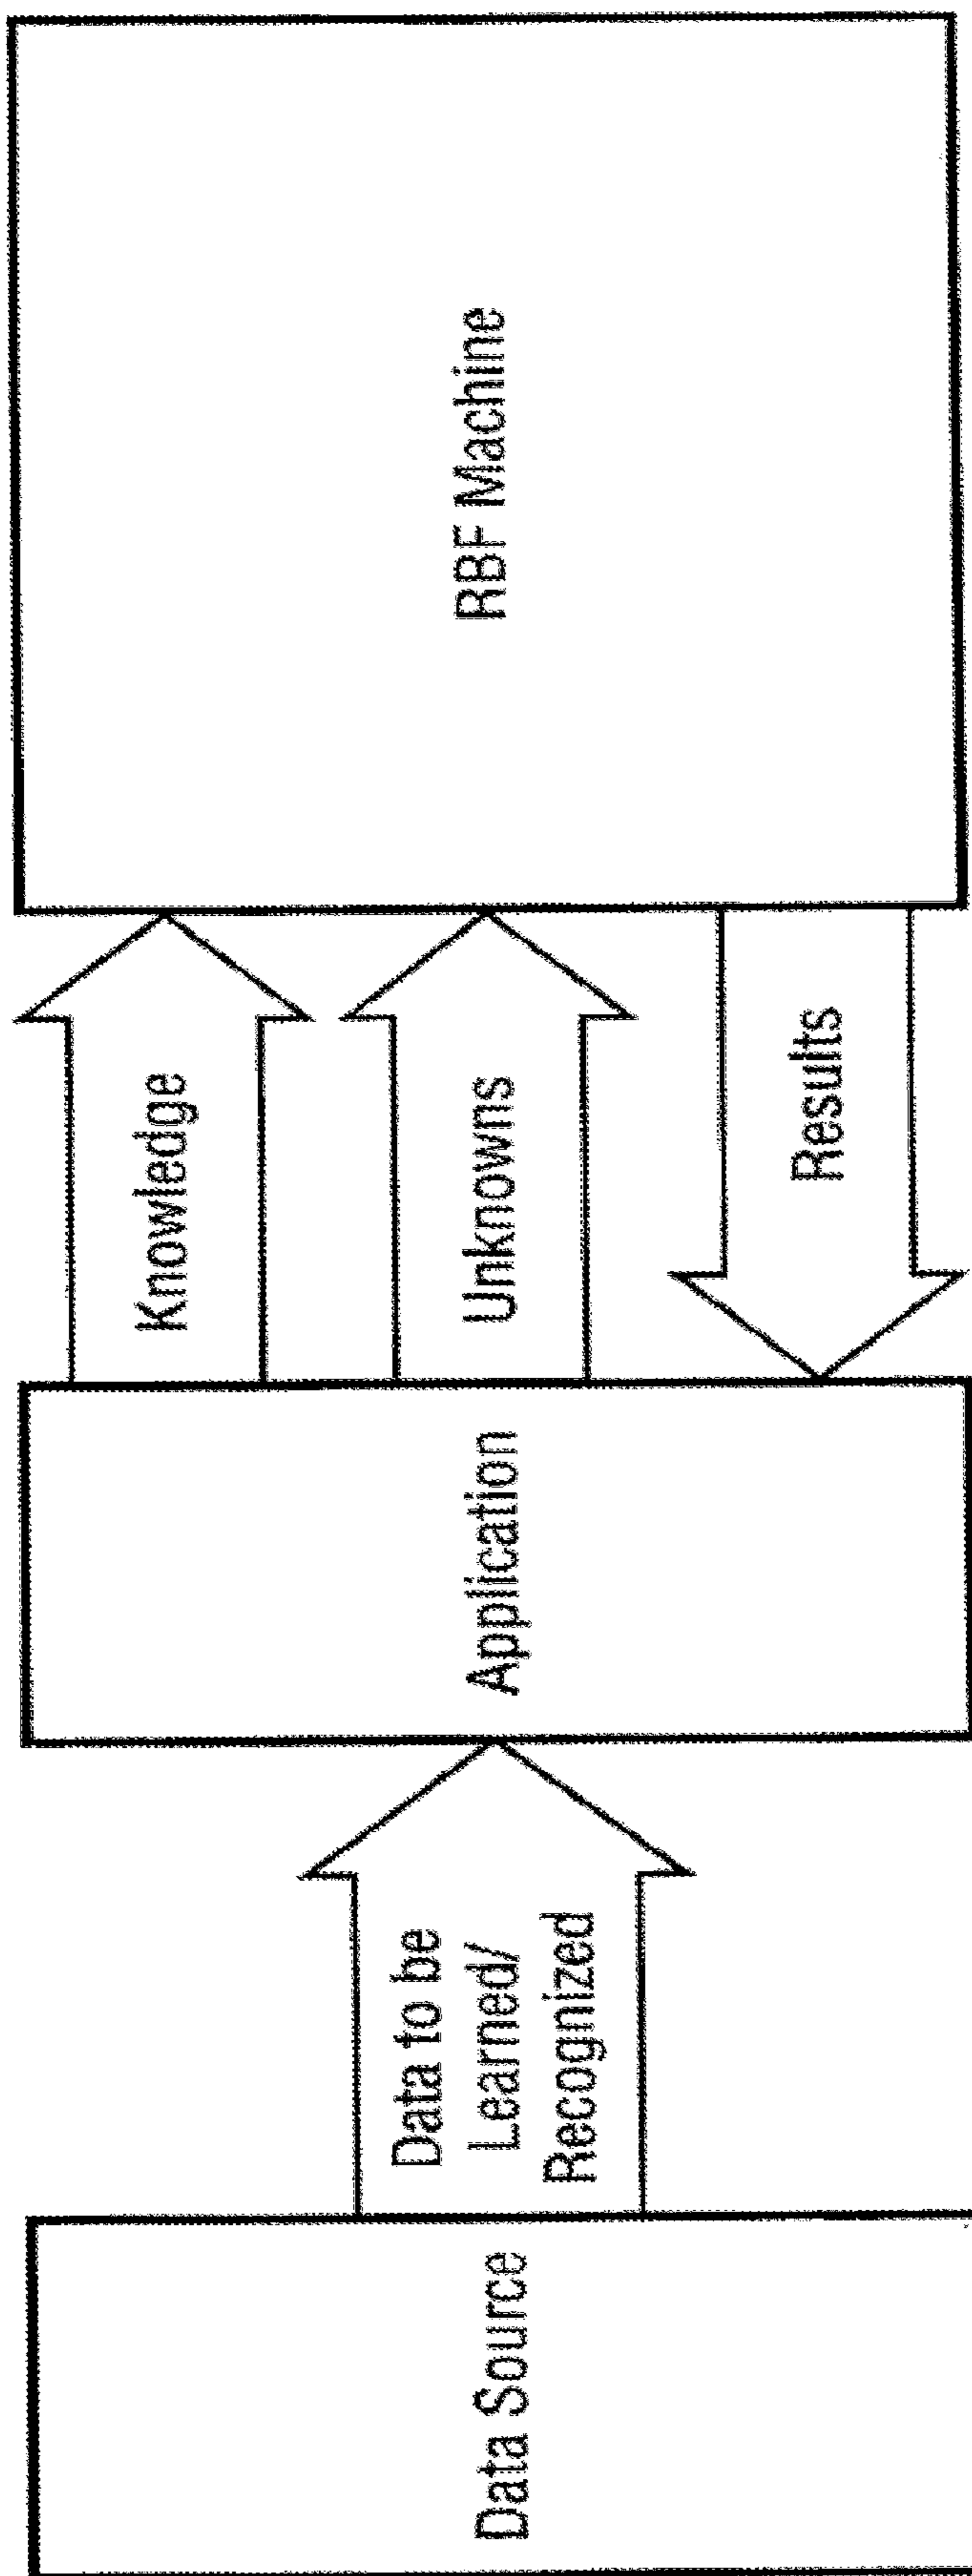 Data Source
Data to be
Learned/
Recognized
Application
Knowledge
Unknowns
Results
RBF Machine